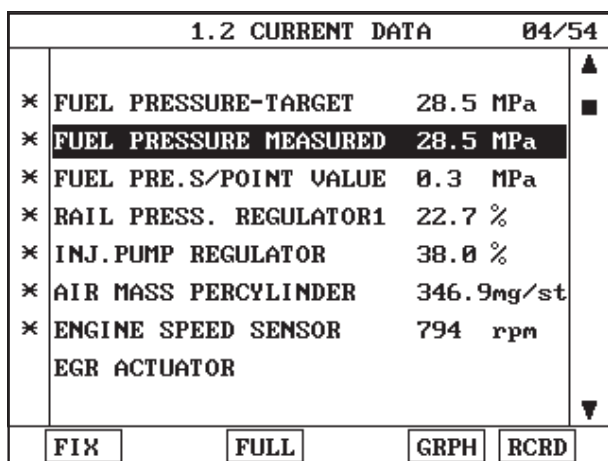 1.2 CURRENT DATA 04/54
* FUEL PRESSURE-TARGET 28.5 MPa
* FUEL PRESSURE MEASURED 28.5 MPa
* FUEL PRE.S/POINT VALUE 0.3 MPa
* RAIL PRESS. REGULATOR1 22.7 %
* INJ.PUMP REGULATOR 38.0 %
* AIR MASS PERCYLINDER 346.9mg/st
* ENGINE SPEED SENSOR 794 rpm
EGR ACTUATOR
FIX FULL GRPH RCRD